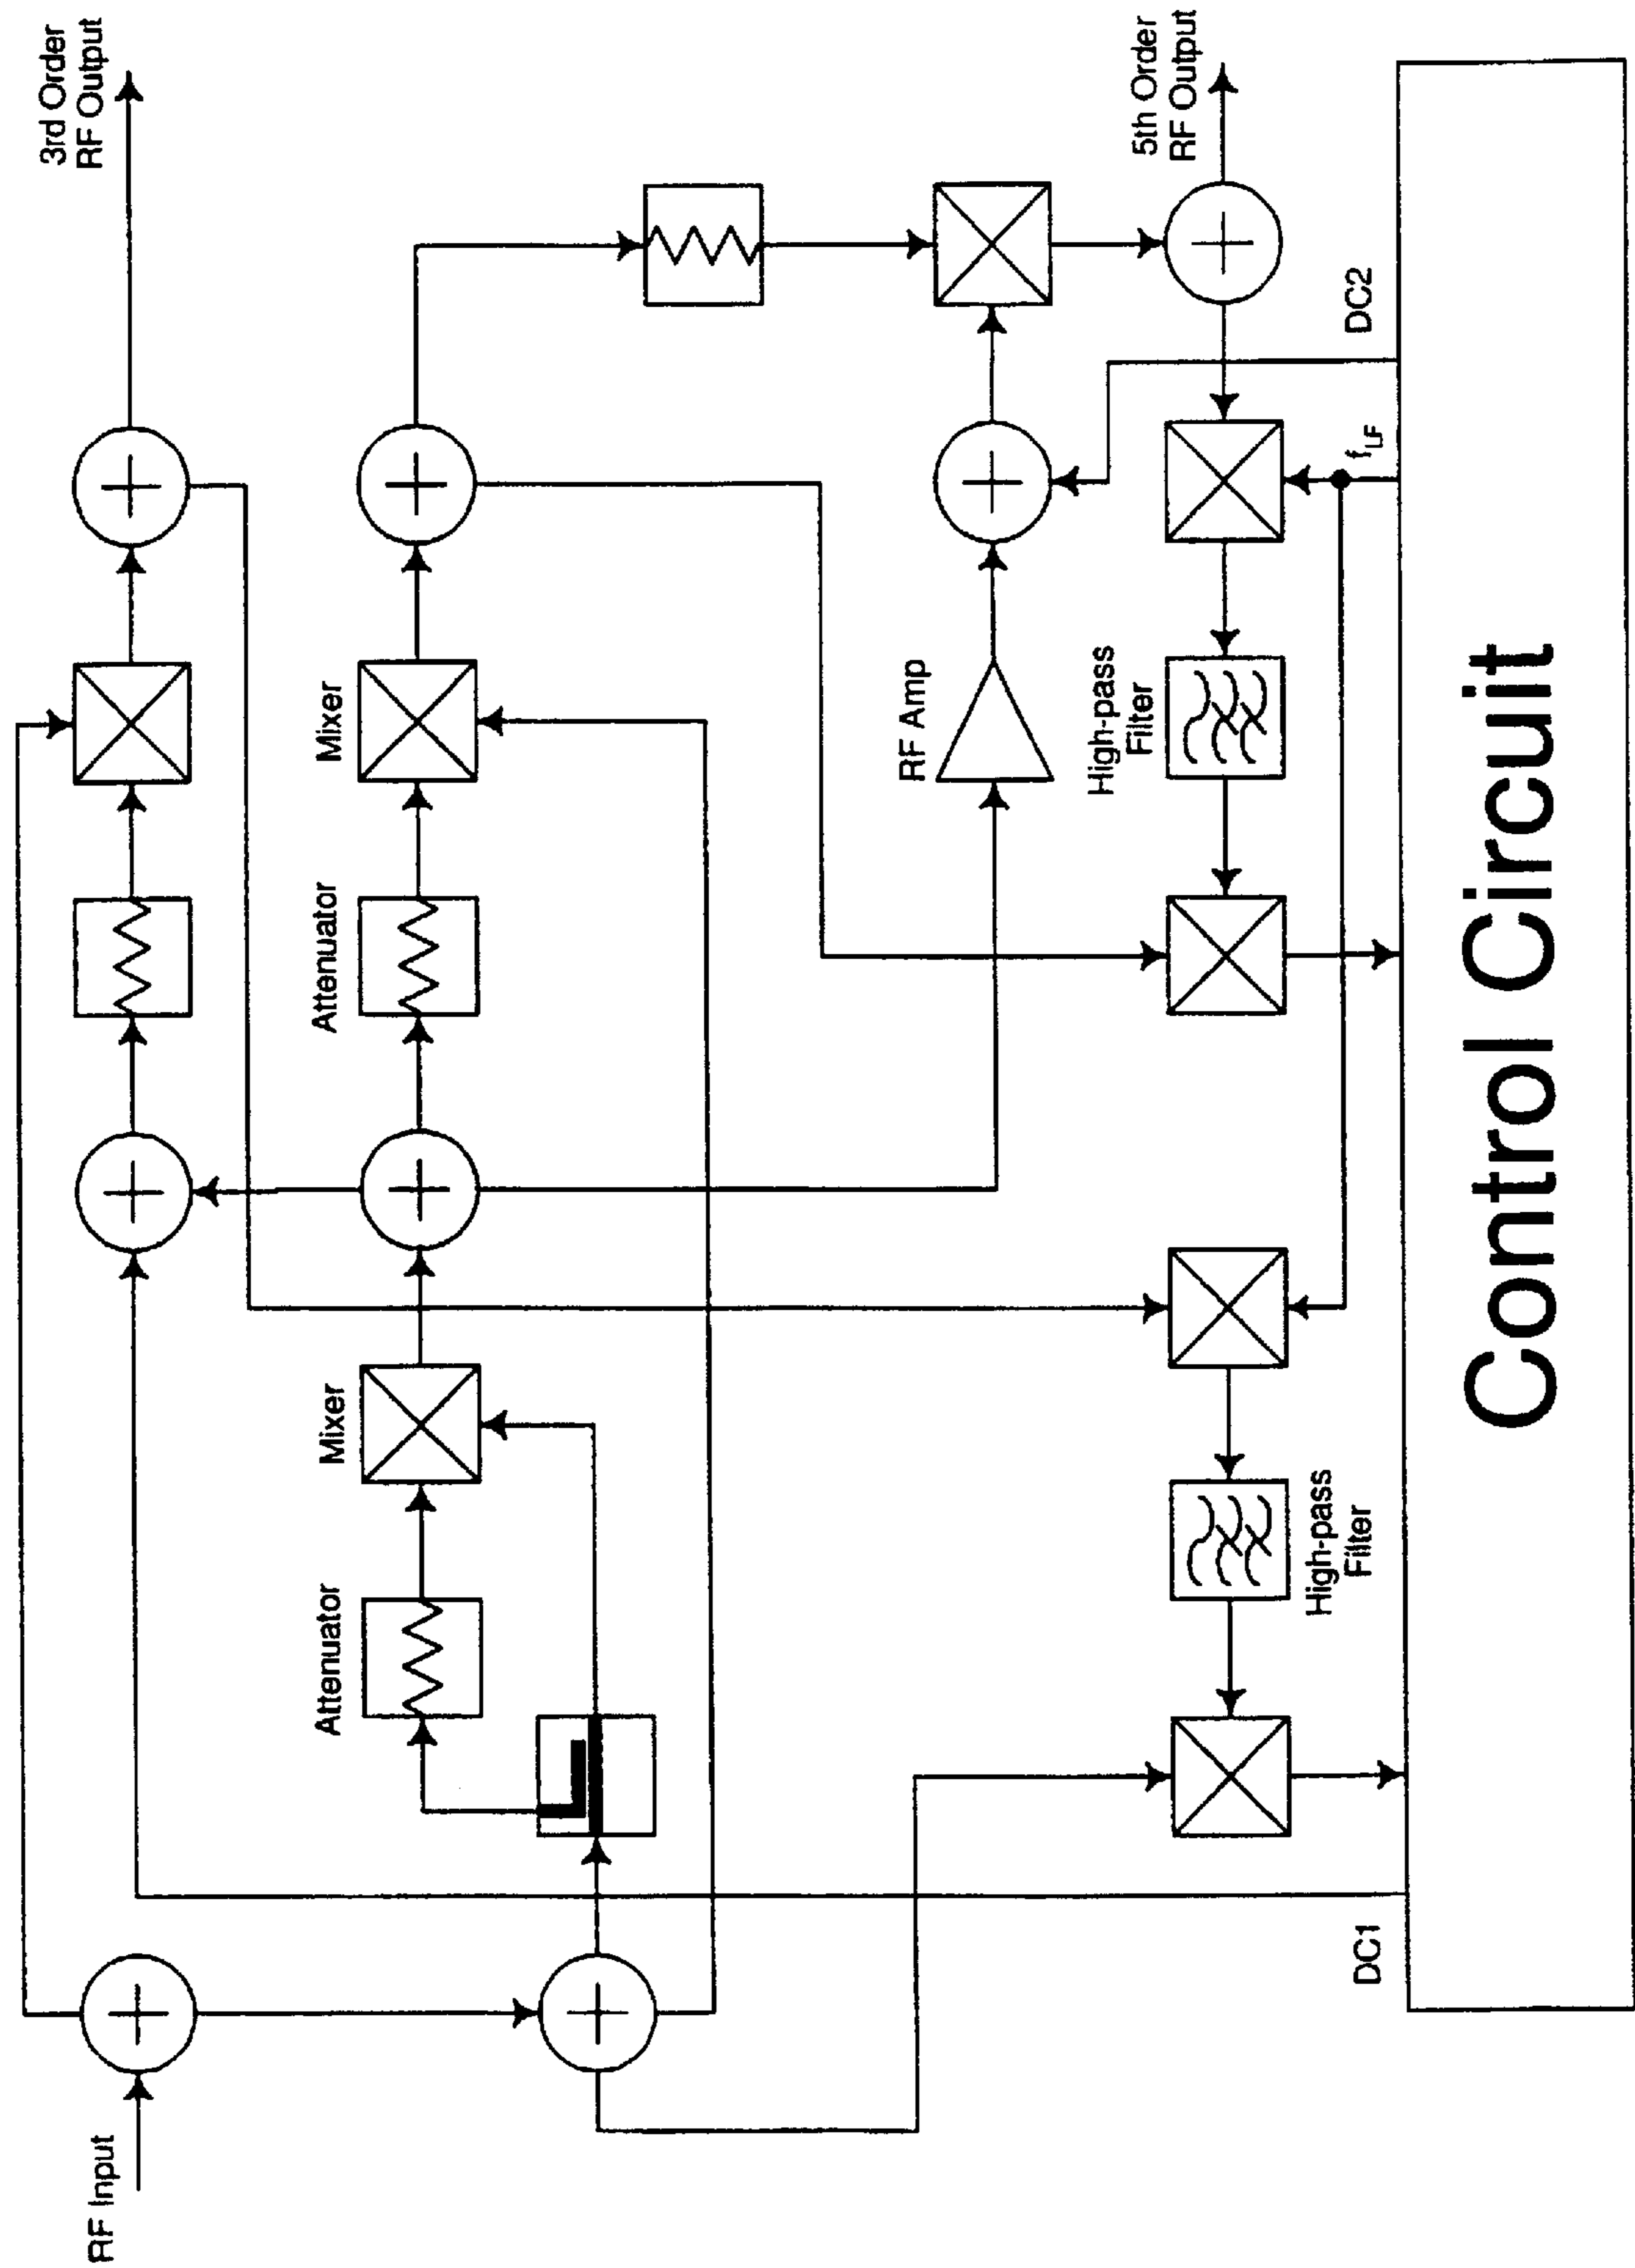 3rd Order
RF Output
RF Input
Attenuator
Mixer
Attenuator
Mixer
RF Amp
High-pass
Filter
5th Order
RF Output
High-pass
Filter
DC1
f_LF
DC2
Control Circuit